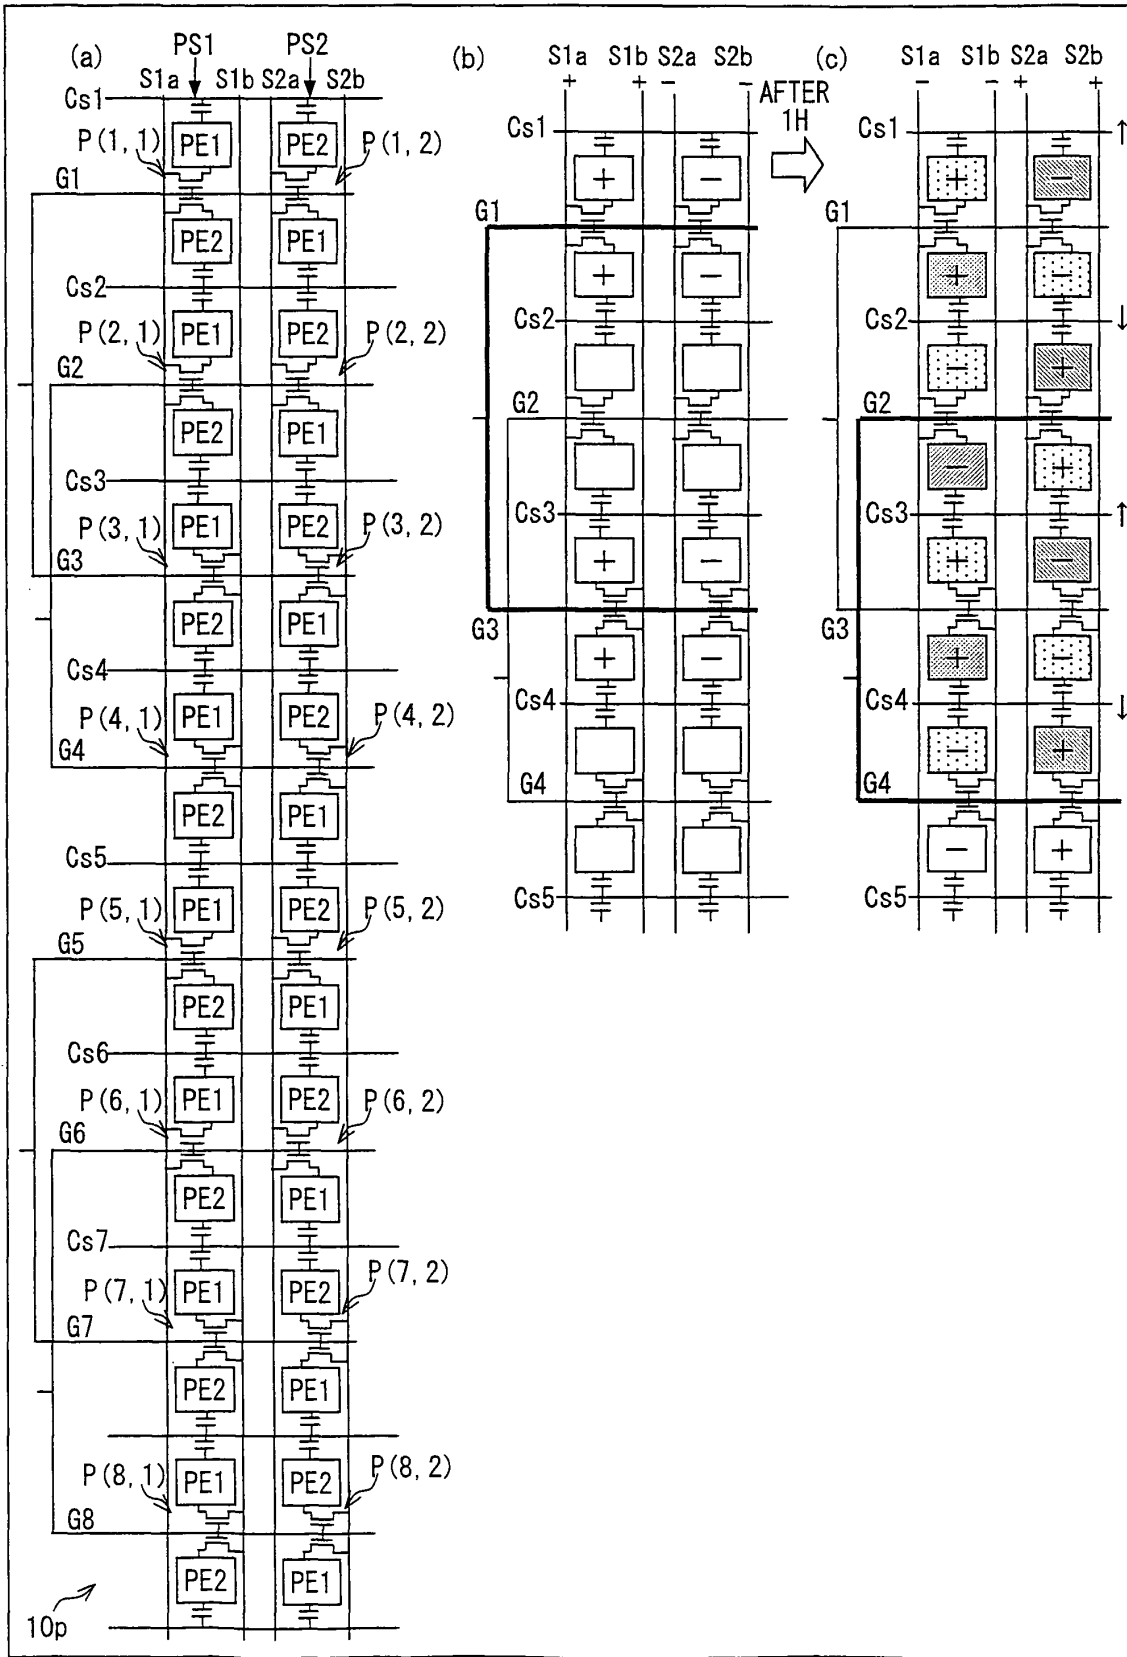 (a)
PS1
PS2
S1a
S1b
S2a
S2b
Cs1
P(1, 1)
PE1
PE2
P(1, 2)
G1
PE2
PE1
Cs2
P(2, 1)
PE1
PE2
P(2, 2)
G2
PE2
PE1
Cs3
P(3, 1)
PE1
PE2
P(3, 2)
G3
PE2
PE1
Cs4
P(4, 1)
PE1
PE2
P(4, 2)
G4
PE2
PE1
Cs5
P(5, 1)
PE1
PE2
P(5, 2)
G5
PE2
PE1
Cs6
P(6, 1)
PE1
PE2
P(6, 2)
G6
PE2
PE1
Cs7
P(7, 1)
PE1
PE2
P(7, 2)
G7
PE2
PE1
P(8, 1)
PE1
PE2
P(8, 2)
G8
PE2
PE1
10p
(b)
S1a
S1b
S2a
S2b
+
+
−
−
Cs1
+
−
G1
+
−
Cs2
G2
Cs3
+
−
G3
+
−
Cs4
G4
Cs5
AFTER
1H
(c)
S1a
S1b
S2a
S2b
−
−
+
+
Cs1
↑
+
−
G1
+
−
Cs2
↓
−
+
G2
−
+
Cs3
↑
+
−
G3
+
−
Cs4
↓
−
+
G4
−
+
Cs5